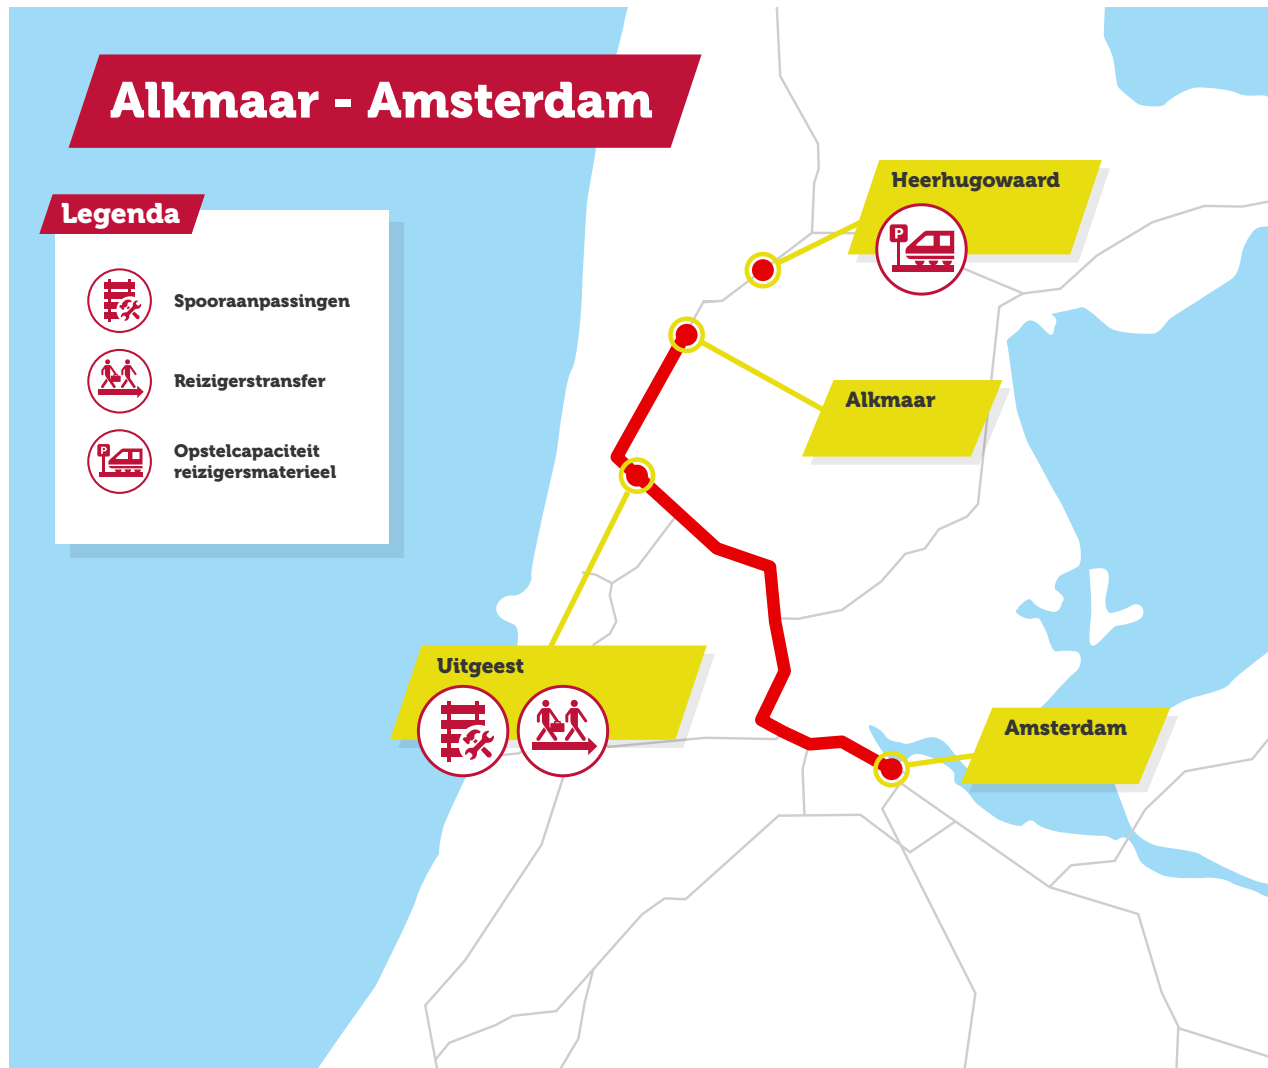 Alkmaar - Amsterdam
Legenda
Spooraanpassingen
Reizigerstransfer
P
Opstelcapaciteit
reizigersmaterieel
Heerhugowaard
P
Alkmaar
Uitgeest
Amsterdam